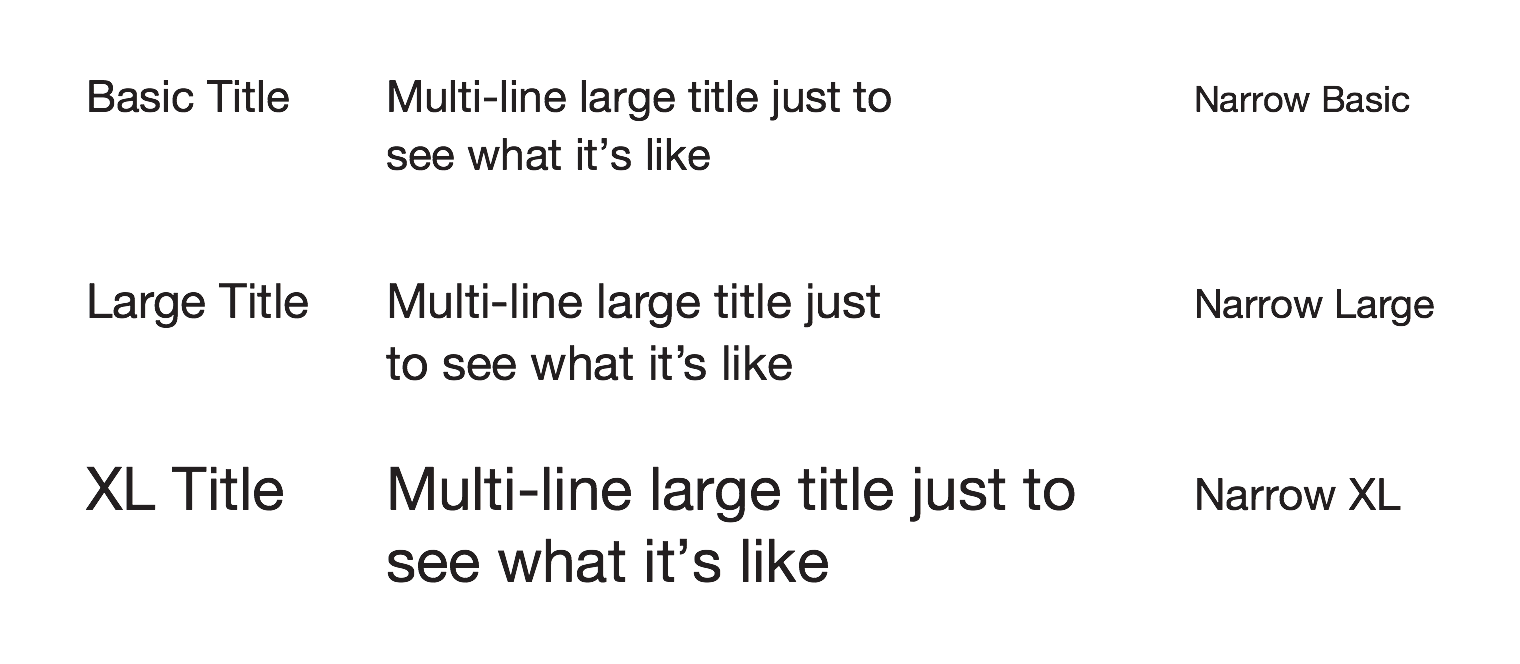 Basic Title
Multi-line large title just to
see what it’s like
Narrow Basic
Large Title
Multi-line large title just
to see what it’s like
Narrow Large
XL Title
Multi-line large title just to
see what it’s like
Narrow XL